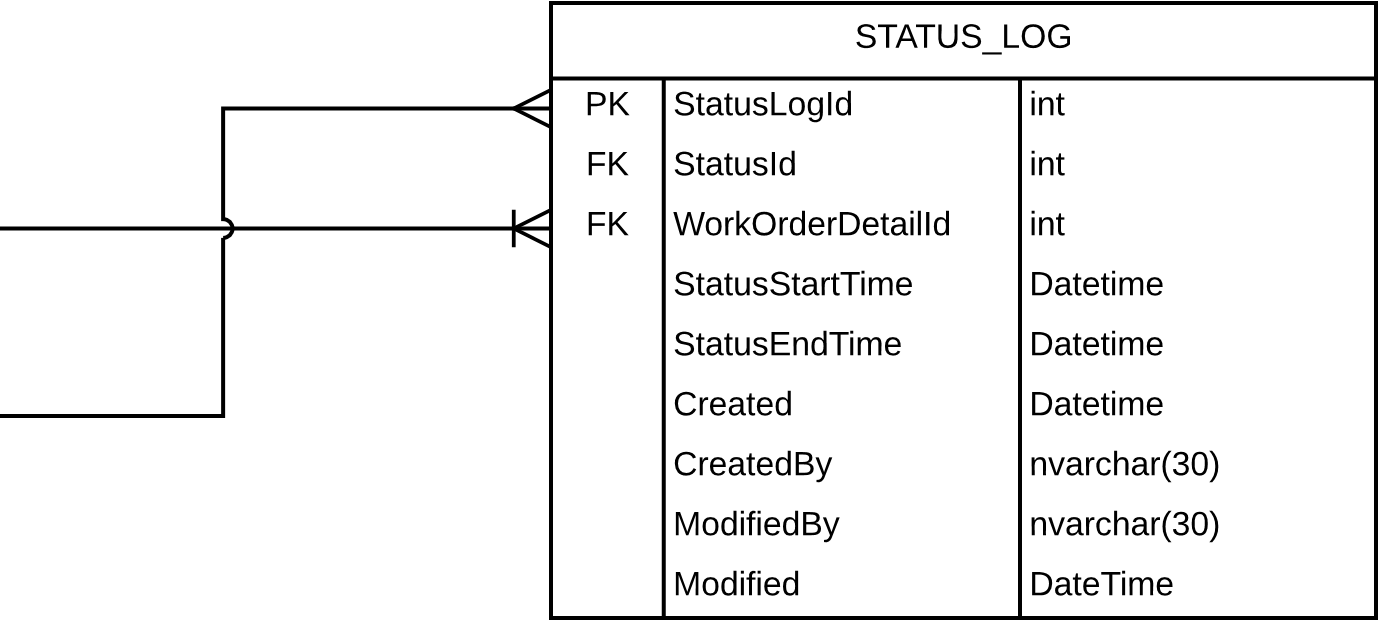 STATUS_LOG
PK StatusLogId int
FK StatusId int
FK WorkOrderDetailId int
StatusStartTime Datetime
StatusEndTime Datetime
Created Datetime
CreatedBy nvarchar(30)
ModifiedBy nvarchar(30)
Modified DateTime